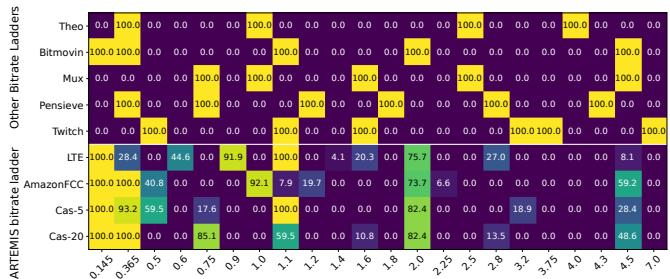 Other Bitrate Ladders
Theo 0.0 100.0 0.0 0.0 0.0 0.0 100.0 0.0 0.0 0.0 0.0 0.0 0.0 0.0 100.0 0.0 0.0 0.0 100.0 0.0 0.0 0.0
Bitmovin 100.0 100.0 0.0 0.0 0.0 0.0 0.0 100.0 0.0 0.0 0.0 0.0 100.0 0.0 0.0 0.0 0.0 0.0 0.0 0.0 100.0 0.0
Mux 0.0 0.0 0.0 0.0 100.0 0.0 100.0 0.0 0.0 0.0 100.0 0.0 0.0 0.0 100.0 0.0 0.0 0.0 0.0 0.0 100.0 0.0
Pensieve 0.0 100.0 0.0 0.0 100.0 0.0 0.0 0.0 100.0 0.0 0.0 100.0 0.0 0.0 0.0 100.0 0.0 0.0 0.0 100.0 0.0 0.0
Twitch 0.0 0.0 100.0 0.0 0.0 0.0 0.0 100.0 0.0 0.0 100.0 0.0 0.0 0.0 0.0 0.0 100.0 100.0 0.0 0.0 0.0 100.0
ARTEMIS bitrate ladder
LTE 100.0 28.4 0.0 44.6 0.0 91.9 0.0 100.0 0.0 4.1 20.3 0.0 75.7 0.0 0.0 27.0 0.0 0.0 0.0 0.0 8.1 0.0
AmazonFCC 100.0 100.0 40.8 0.0 0.0 0.0 92.1 7.9 19.7 0.0 0.0 0.0 73.7 6.6 0.0 0.0 0.0 0.0 0.0 0.0 59.2 0.0
Cas-5 100.0 93.2 59.5 0.0 17.6 0.0 0.0 100.0 0.0 0.0 0.0 0.0 82.4 0.0 0.0 0.0 18.9 0.0 0.0 0.0 28.4 0.0
Cas-20 100.0 100.0 0.0 0.0 85.1 0.0 0.0 59.5 0.0 0.0 10.8 0.0 82.4 0.0 0.0 13.5 0.0 0.0 0.0 0.0 48.6 0.0
0.145 0.365 0.5 0.6 0.75 0.9 1.0 1.1 1.2 1.4 1.6 1.8 2.0 2.25 2.5 2.8 3.2 3.75 4.0 4.3 4.5 7.0